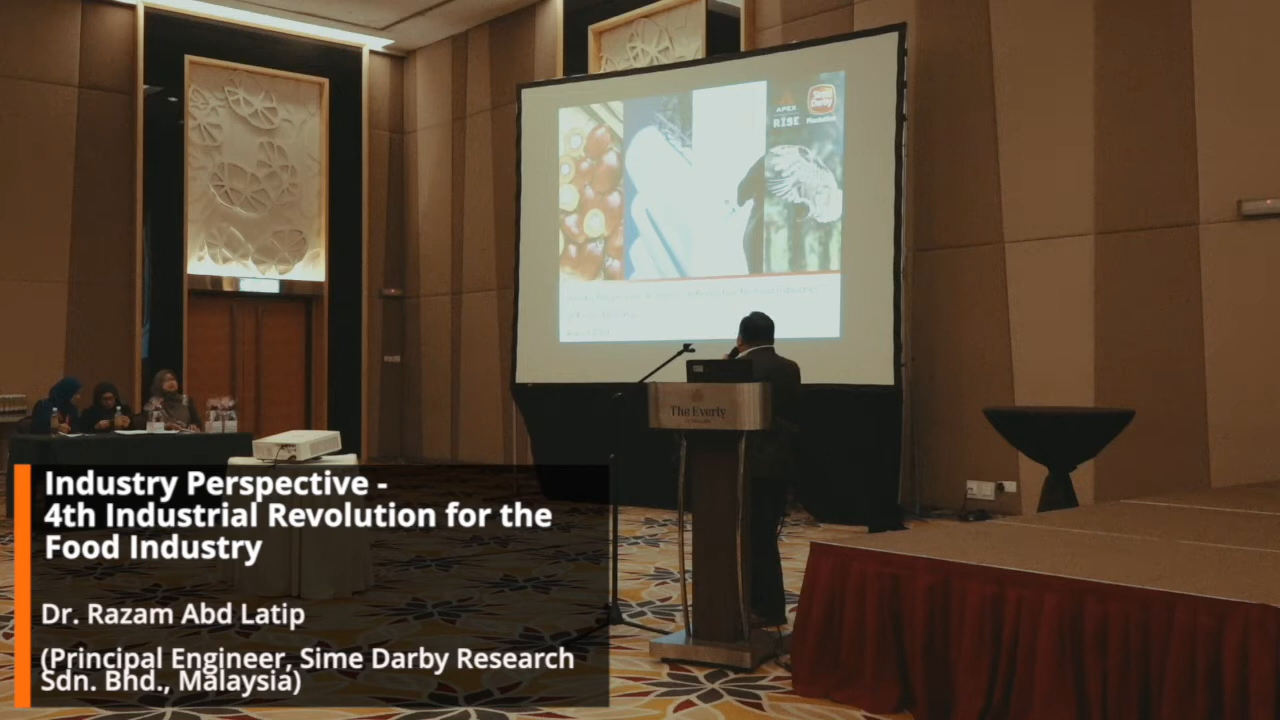 APEX
RISE
Sime
Darby
Plantation
The Everly
Industry Perspective -
4th Industrial Revolution for the
Food Industry
Dr. Razam Abd Latip
(Principal Engineer, Sime Darby Research
Sdn. Bhd., Malaysia)